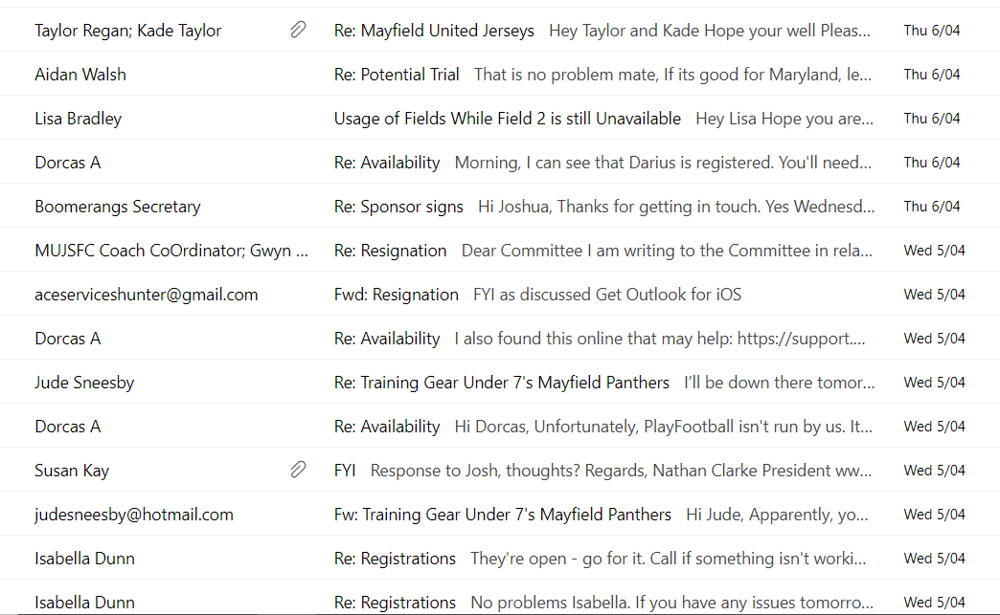 Taylor Regan; Kade Taylor Re: Mayfield United Jerseys Hey Taylor and Kade Hope your well Pleas... Thu 6/04
Aidan Walsh Re: Potential Trial That is no problem mate, If its good for Maryland, le... Thu 6/04
Lisa Bradley Usage of Fields While Field 2 is still Unavailable Hey Lisa Hope you are... Thu 6/04
Dorcas A Re: Availability Morning, I can see that Darius is registered. You'll need... Thu 6/04
Boomerangs Secretary Re: Sponsor signs Hi Joshua, Thanks for getting in touch. Yes Wednesd... Thu 6/04
MUJSFC Coach CoOrdinator; Gwyn ... Re: Resignation Dear Committee I am writing to the Committee in rela... Wed 5/04
aceserviceshunter@gmail.com Fwd: Resignation FYI as discussed Get Outlook for iOS Wed 5/04
Dorcas A Re: Availability I also found this online that may help: https://support.... Wed 5/04
Jude Sneesby Re: Training Gear Under 7's Mayfield Panthers I’ll be down there tomor... Wed 5/04
Dorcas A Re: Availability Hi Dorcas, Unfortunately, PlayFootball isn't run by us. It... Wed 5/04
Susan Kay FYI Response to Josh, thoughts? Regards, Nathan Clarke President ww... Wed 5/04
judesneesby@hotmail.com Fw: Training Gear Under 7's Mayfield Panthers Hi Jude, Apparently, yo... Wed 5/04
Isabella Dunn Re: Registrations They're open - go for it. Call if something isn't worki... Wed 5/04
Isabella Dunn Re: Registrations No problems Isabella. If you have any issues tomorro... Wed 5/04